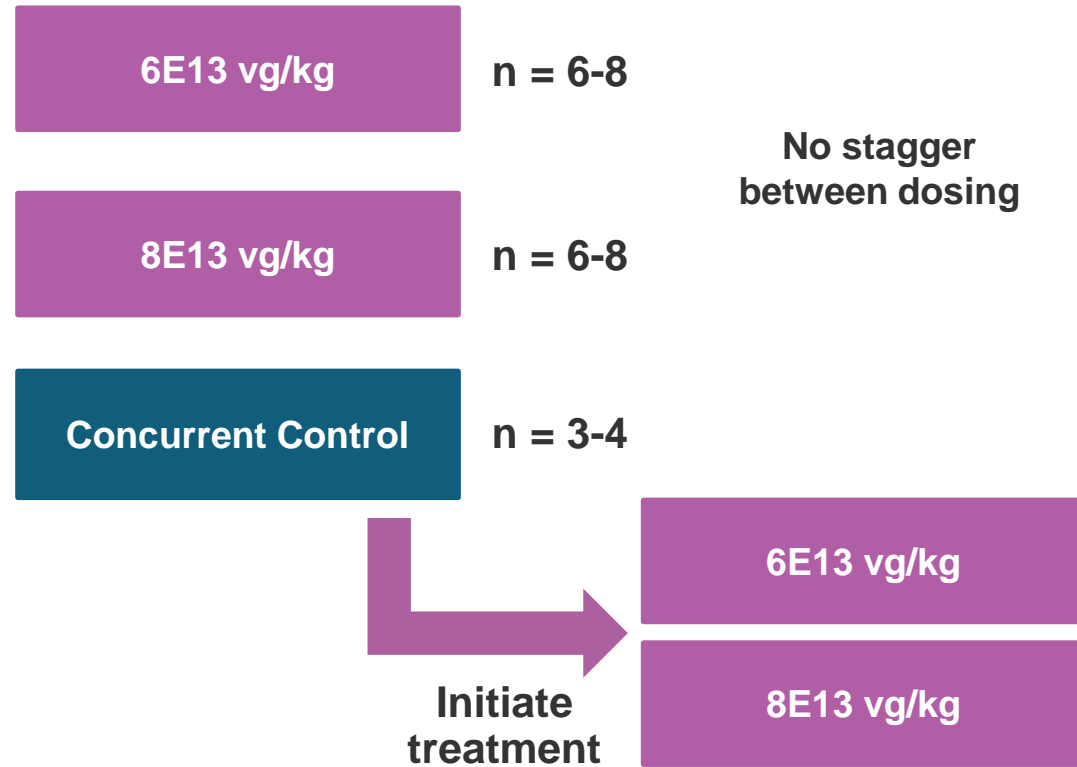 6E13 vg/kg
n = 6-8
No stagger
between dosing
8E13 vg/kg
n = 6-8
Concurrent Control
n = 3-4
6E13 vg/kg
Initiate
treatment
8E13 vg/kg